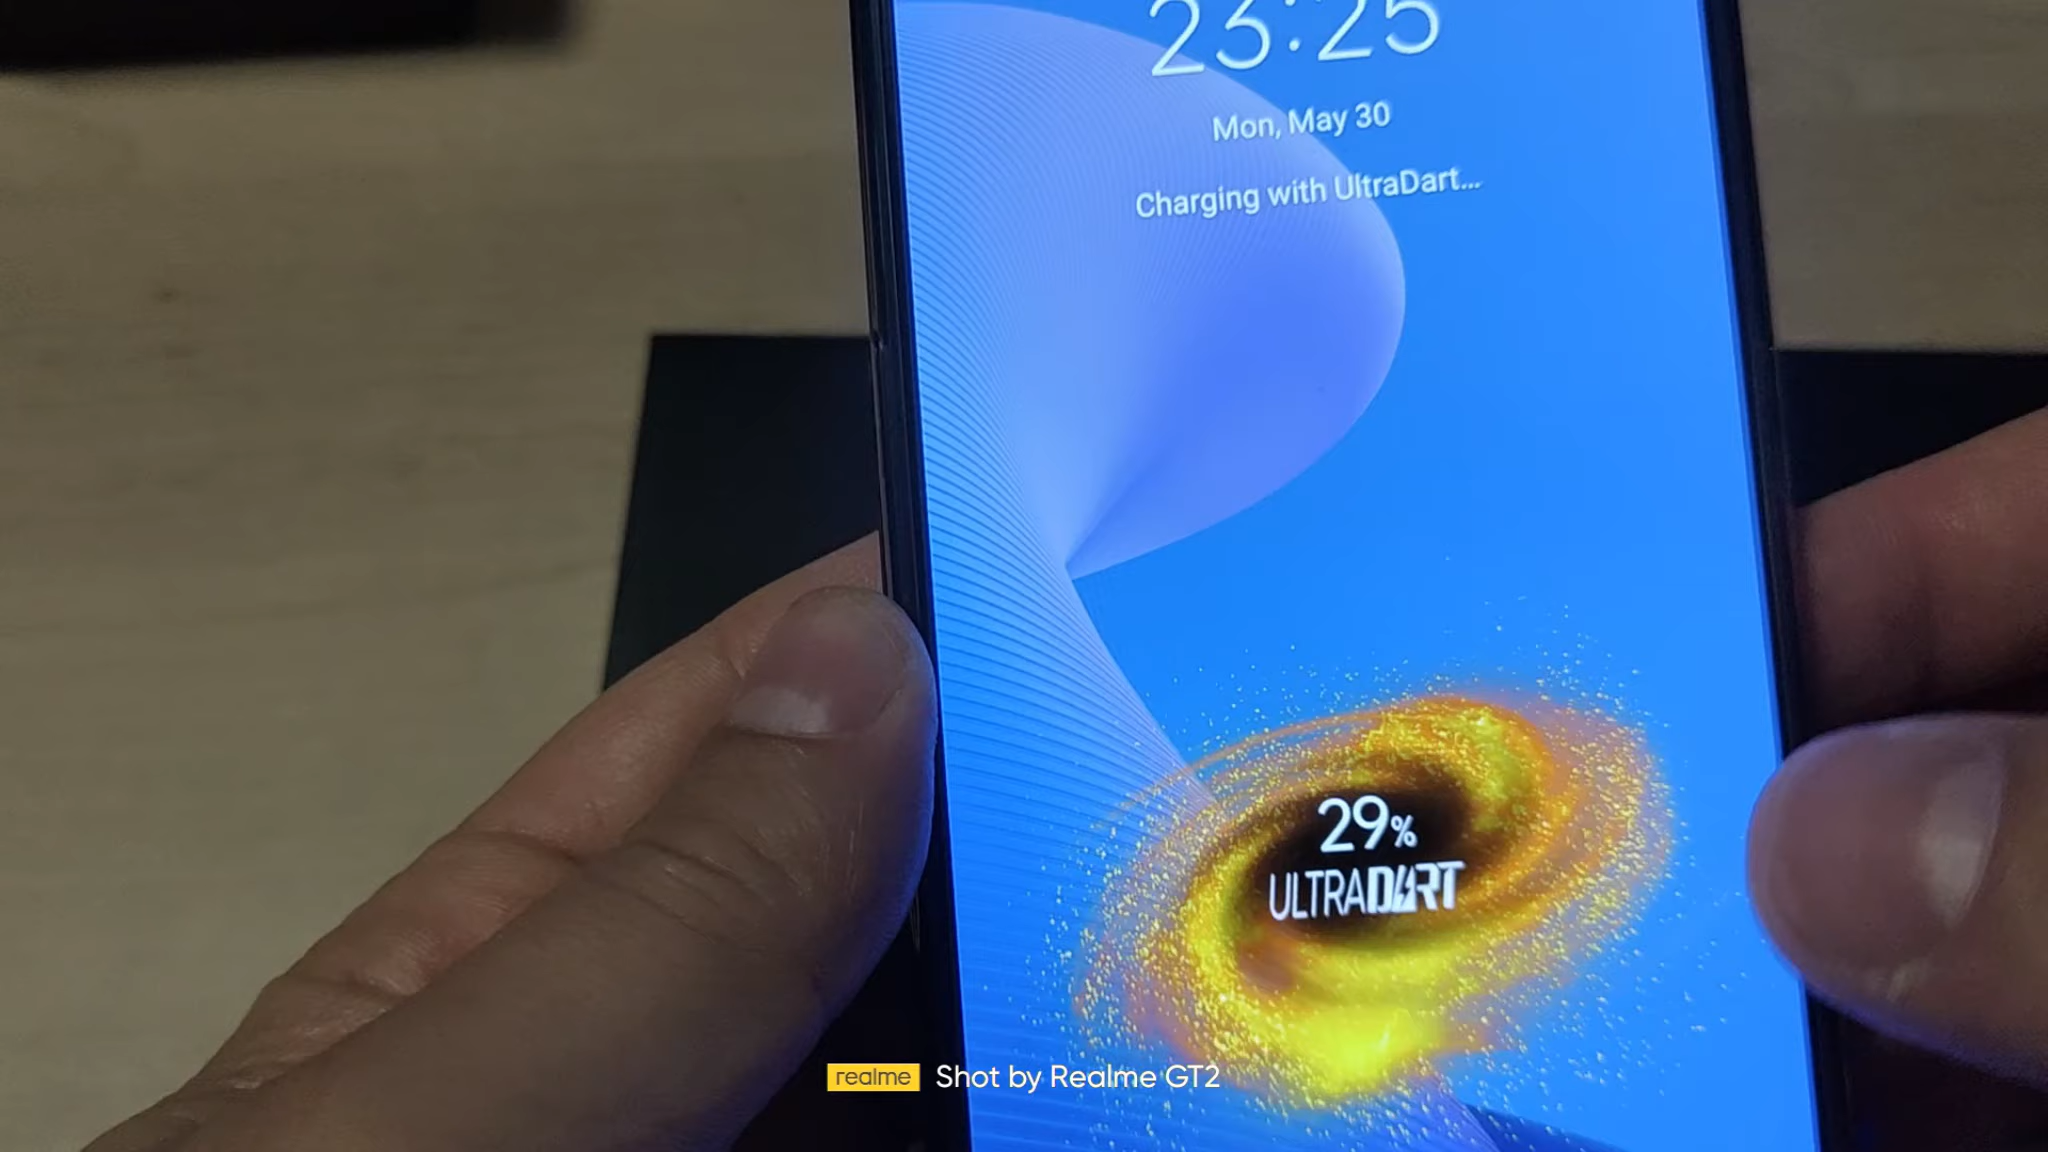 23:25
Mon, May 30
Charging with UltraDart...
29%
ULTRADART
realme Shot by Realme GT2